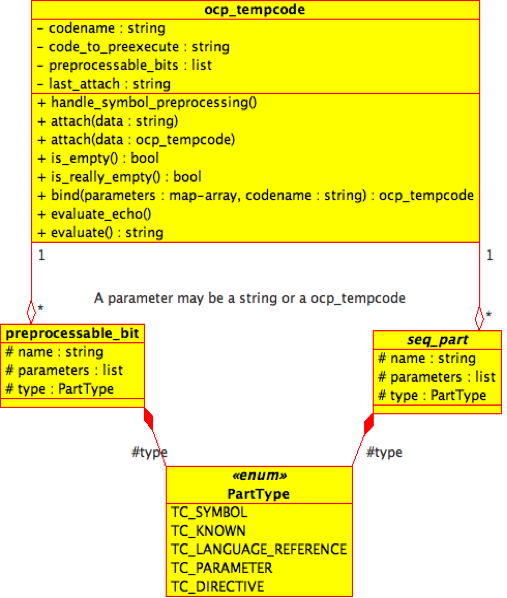 ocp_tempcode
- codename : string
- code_to_preexecute : string
- preprocessable_bits : list
- last_attach : string
+ handle_symbol_preprocessing()
+ attach(data : string)
+ attach(data : ocp_tempcode)
+ is_empty() : bool
+ is_really_empty() : bool
+ bind(parameters : map-array, codename : string) : ocp_tempcode
+ evaluate_echo()
+ evaluate() : string
1
1
A parameter may be a string or a ocp_tempcode
*
*
preprocessable_bit
# name : string
# parameters : list
# type : PartType
seq_part
# name : string
# parameters : list
# type : PartType
#type
#type
«enum»
PartType
TC_SYMBOL
TC_KNOWN
TC_LANGUAGE_REFERENCE
TC_PARAMETER
TC_DIRECTIVE